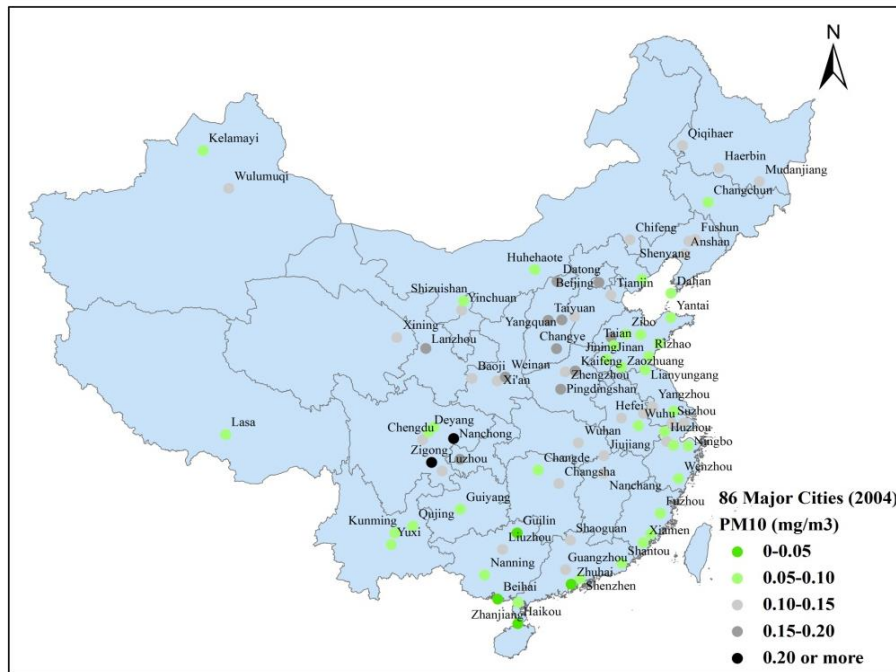 N
Qiqihaer
Kelamayi
Haerbin
Mudanjiang
Wulumuqi
Changchun
Chifeng
Fushun
Anshan
Shenyang
Huhehaote
Datong
Beijing
Tianjin
Dalian
Shizuishan
Yinchuan
Yantai
Taiyuan
Yangquan
Zibo
Xining
Taian
Lanzhou
Changye
JiningJinan
Rizhao
Weinan
Kaifeng
Zaozhuang
Baoji
Zhengzhou
Lianyungang
Xi'an
Pingdingshan
Yangzhou
Hefei
Suzhou
Deyang
Wuhu
Lasa
Chengdu
Nanchong
Huzhou
Wuhan
Jiujiang
Ningbo
Zigong
Luzhou
Changde
Wenzhou
Changsha
Nanchang
Guiyang
86 Major Cities (2004)
Fuzhou
Kunming
Qujing
Guilin
PM10 (mg/m3)
Yuxi
Shaoguan
Xiamen
Liuzhou
0-0.05
Shantou
Nanning
Guangzhou
Zhuhai
0.05-0.10
Beihai
Shenzhen
0.10-0.15
Zhanjiang
Haikou
0.15-0.20
0.20 or more